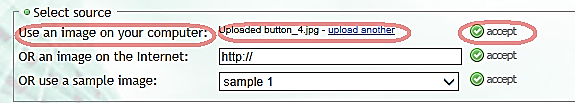 Select source
Use an image on your computer: Uploaded button_4.jpg - upload another accept
OR an image on the Internet: http:// accept
OR use a sample image: sample 1 accept